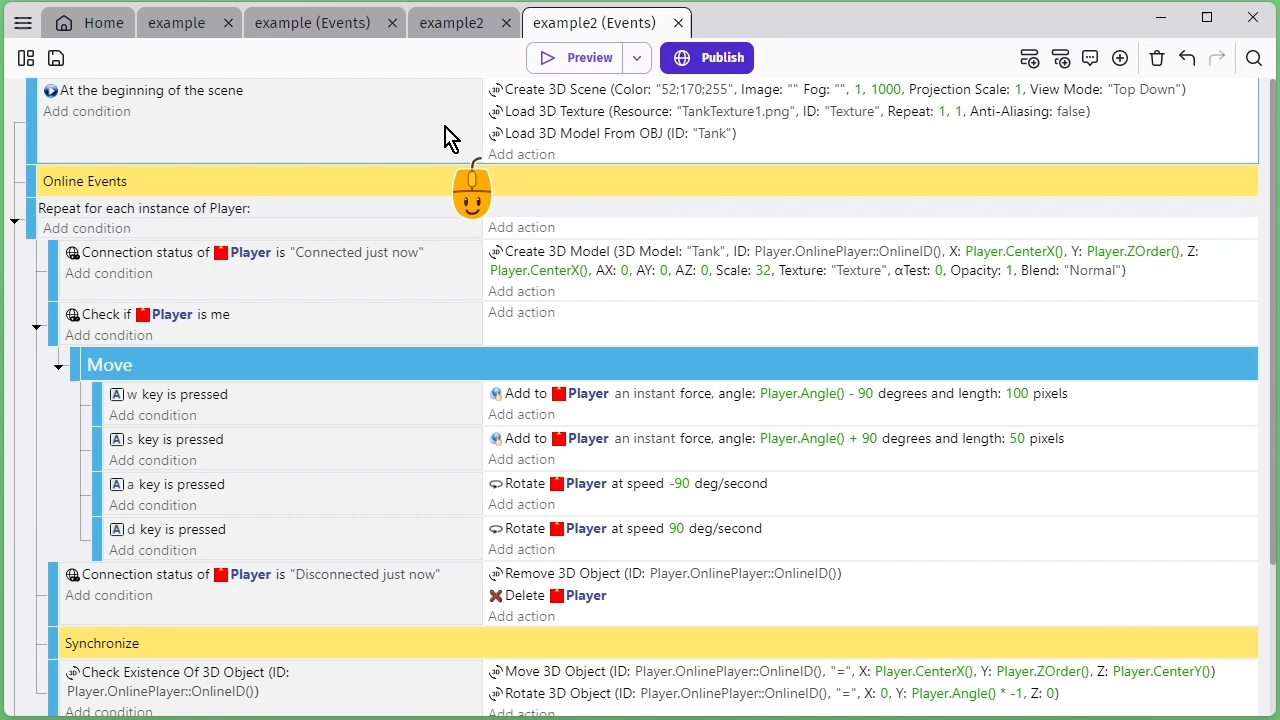 Home
example
example (Events)
example2
example2 (Events)
Preview
Publish
At the beginning of the scene
Add condition
Create 3D Scene (Color: "52;170;255", Image: "" Fog: "", 1, 1000, Projection Scale: 1, View Mode: "Top Down")
Load 3D Texture (Resource: "TankTexture1.png", ID: "Texture", Repeat: 1, 1, Anti-Aliasing: false)
Load 3D Model From OBJ (ID: "Tank")
Add action
Online Events
Repeat for each instance of Player:
Add condition
Add action
Connection status of Player is "Connected just now"
Add condition
Create 3D Model (3D Model: "Tank", ID: Player.OnlinePlayer::OnlineID(), X: Player.CenterX(), Y: Player.ZOrder(), Z:
Player.CenterX(), AX: 0, AY: 0, AZ: 0, Scale: 32, Texture: "Texture", αTest: 0, Opacity: 1, Blend: "Normal")
Add action
Check if Player is me
Add condition
Add action
Move
A w key is pressed
Add condition
Add to Player an instant force, angle: Player.Angle() - 90 degrees and length: 100 pixels
Add action
A s key is pressed
Add condition
Add to Player an instant force, angle: Player.Angle() + 90 degrees and length: 50 pixels
Add action
A a key is pressed
Add condition
Rotate Player at speed -90 deg/second
Add action
A d key is pressed
Add condition
Rotate Player at speed 90 deg/second
Add action
Connection status of Player is "Disconnected just now"
Add condition
Remove 3D Object (ID: Player.OnlinePlayer::OnlineID())
Delete Player
Add action
Synchronize
Check Existence Of 3D Object (ID:
Player.OnlinePlayer::OnlineID())
Add condition
Move 3D Object (ID: Player.OnlinePlayer::OnlineID(), "=", X: Player.CenterX(), Y: Player.ZOrder(), Z: Player.CenterY())
Rotate 3D Object (ID: Player.OnlinePlayer::OnlineID(), "=", X: 0, Y: Player.Angle() * -1, Z: 0)
Add action